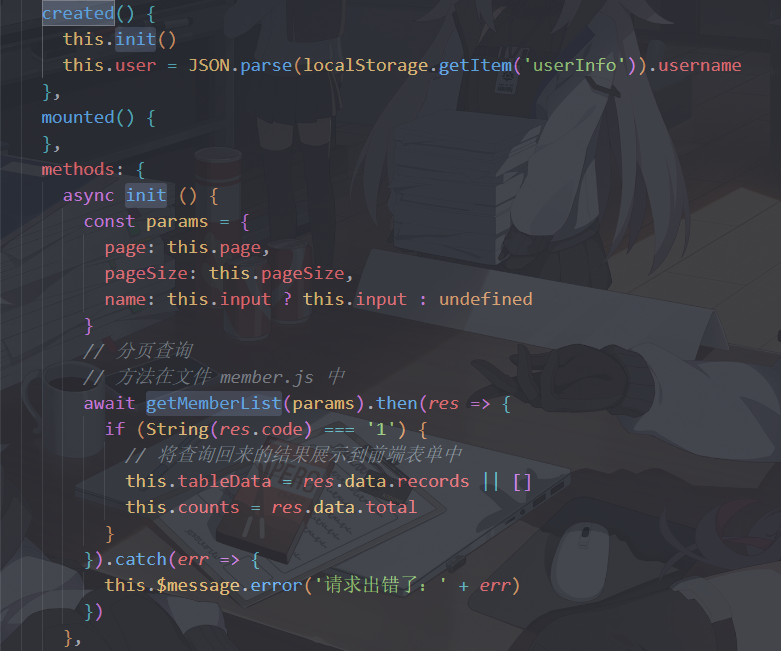 created() {
this.init()
this.user = JSON.parse(localStorage.getItem('userInfo')).username
},
mounted() {
},
methods: {
async init () {
const params = {
page: this.page,
pageSize: this.pageSize,
name: this.input ? this.input : undefined
}
// 分页查询
// 方法在文件 member.js 中
await getMemberList(params).then(res => {
if (String(res.code) === '1') {
// 将查询回来的结果展示到前端表单中
this.tableData = res.data.records || []
this.counts = res.data.total
}
}).catch(err => {
this.$message.error('请求出错了：' + err)
})
},